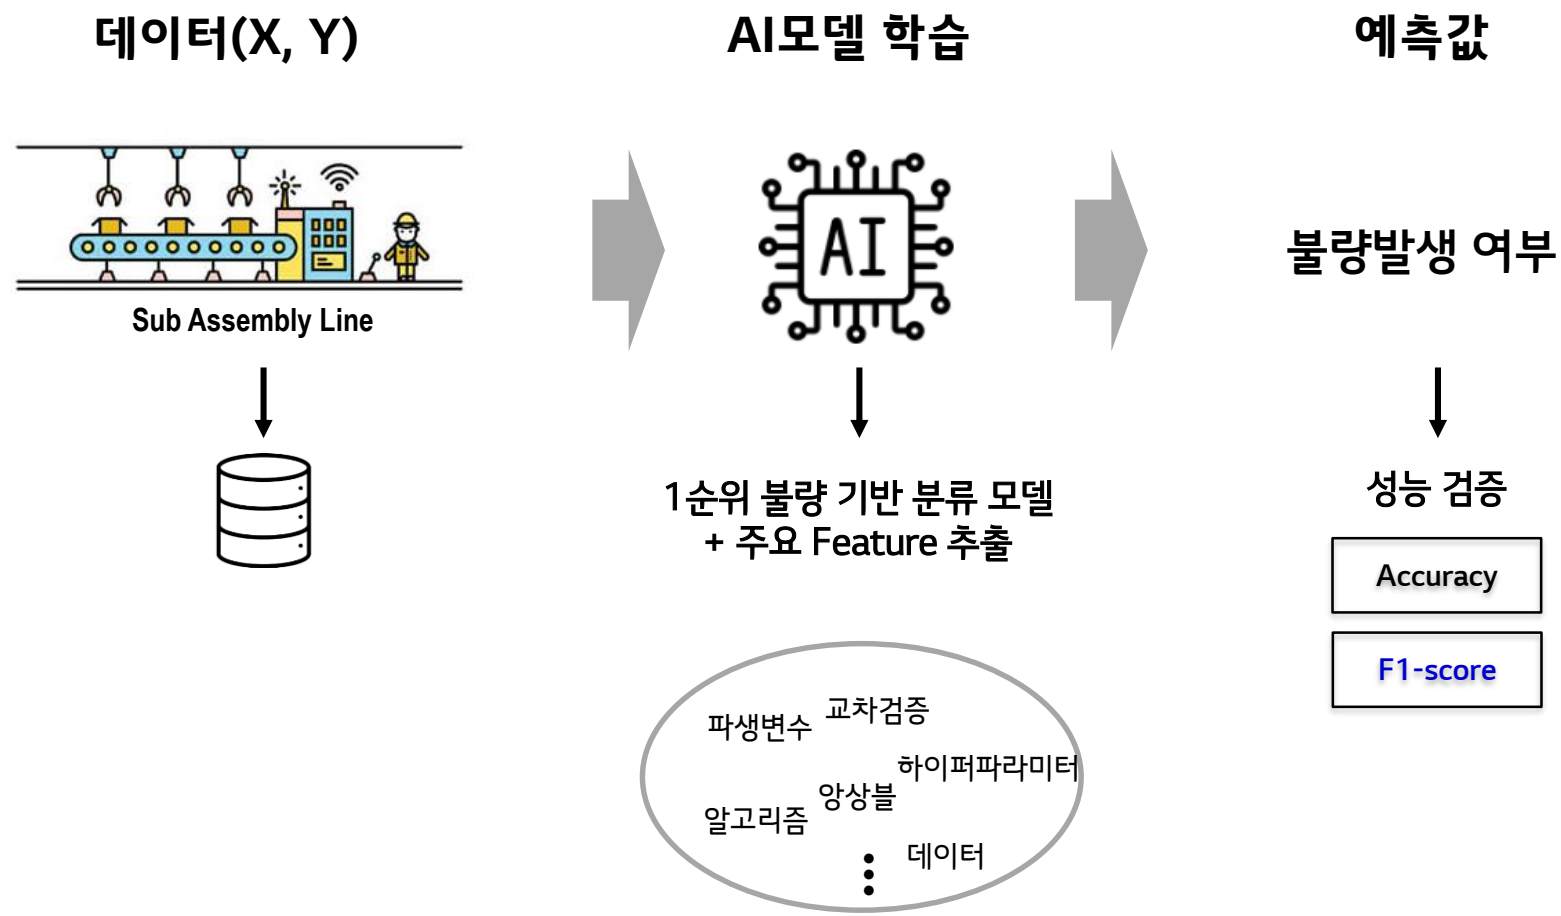 데이터(X, Y)
AI모델 학습
예측값
AI
불량발생 여부
Sub Assembly Line
1순위 불량 기반 분류 모델
+ 주요 Feature 추출
성능 검증
Accuracy
F1-score
파생변수
교차검증
하이퍼파라미터
앙상블
알고리즘
데이터